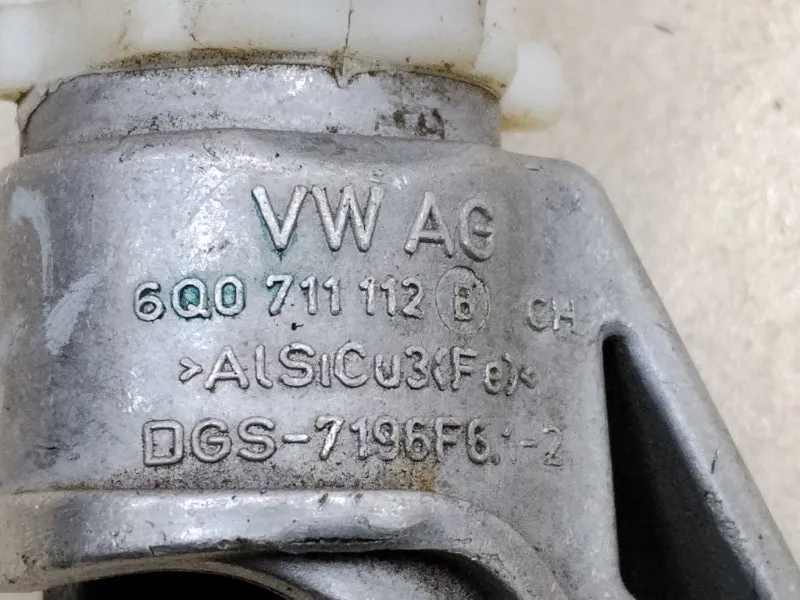 VW AG
6Q0 711 112 B CH
>AlSiCu3(Fe)<
DGS-7196F6.1-2